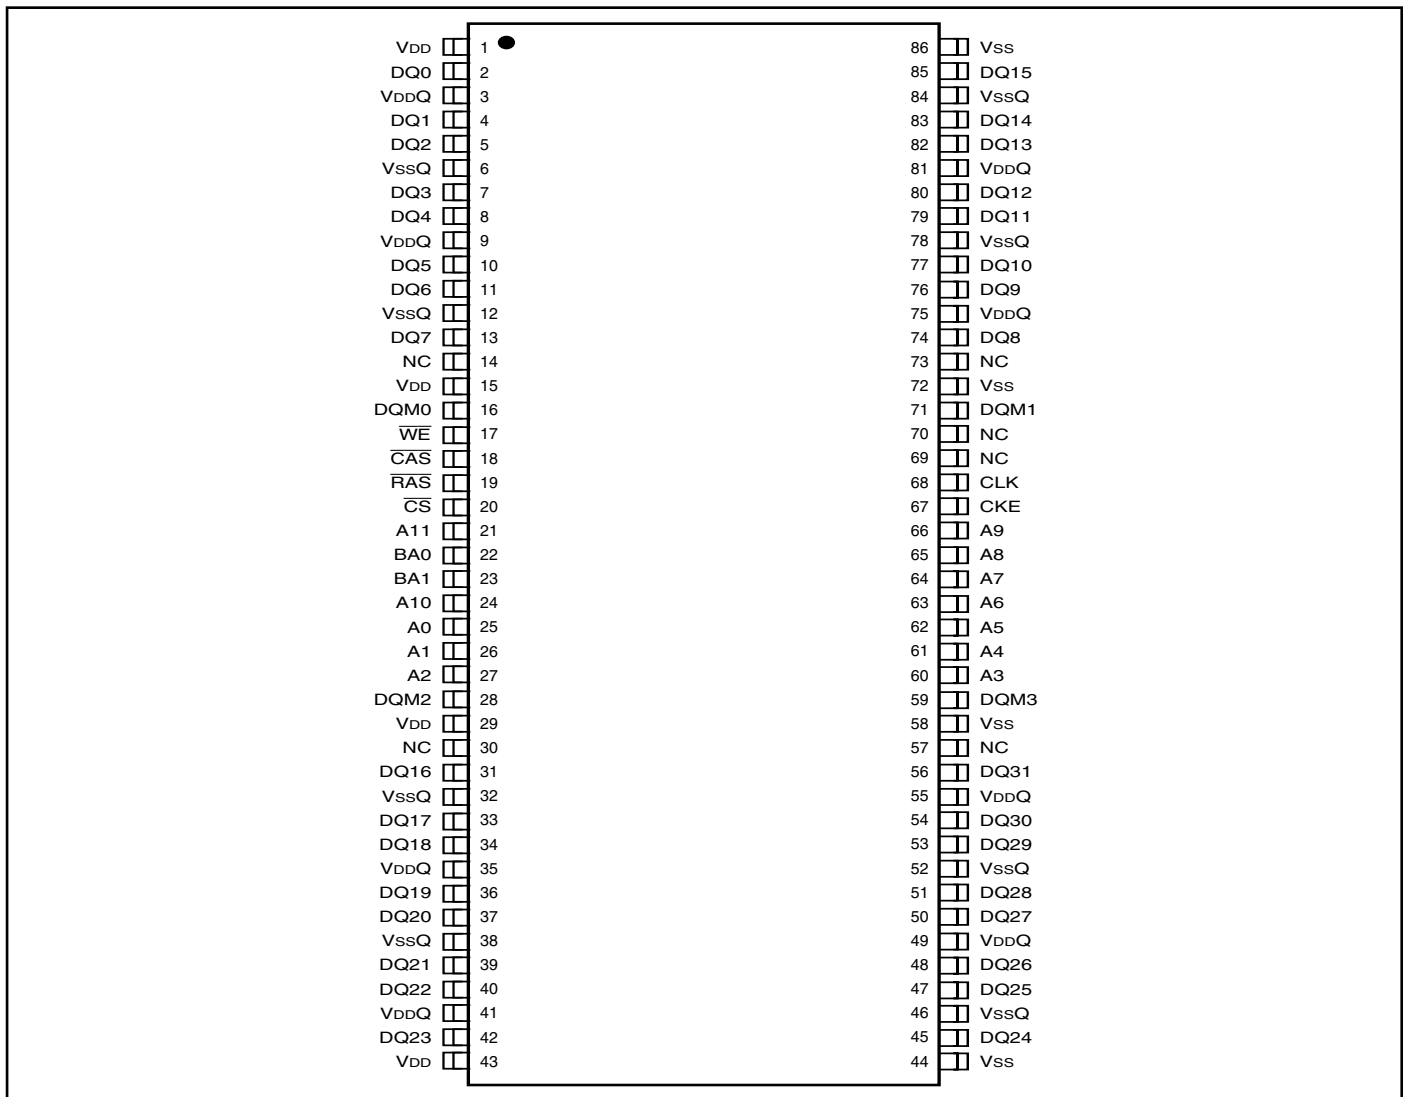 VDD 1 86 VSS
DQ0 2 85 DQ15
VDDQ 3 84 VSSQ
DQ1 4 83 DQ14
DQ2 5 82 DQ13
VSSQ 6 81 VDDQ
DQ3 7 80 DQ12
DQ4 8 79 DQ11
VDDQ 9 78 VSSQ
DQ5 10 77 DQ10
DQ6 11 76 DQ9
VSSQ 12 75 VDDQ
DQ7 13 74 DQ8
NC 14 73 NC
VDD 15 72 VSS
DQM0 16 71 DQM1
W̅E̅ 17 70 NC
C̅A̅S̅ 18 69 NC
R̅A̅S̅ 19 68 CLK
C̅S̅ 20 67 CKE
A11 21 66 A9
BA0 22 65 A8
BA1 23 64 A7
A10 24 63 A6
A0 25 62 A5
A1 26 61 A4
A2 27 60 A3
DQM2 28 59 DQM3
VDD 29 58 VSS
NC 30 57 NC
DQ16 31 56 DQ31
VSSQ 32 55 VDDQ
DQ17 33 54 DQ30
DQ18 34 53 DQ29
VDDQ 35 52 VSSQ
DQ19 36 51 DQ28
DQ20 37 50 DQ27
VSSQ 38 49 VDDQ
DQ21 39 48 DQ26
DQ22 40 47 DQ25
VDDQ 41 46 VSSQ
DQ23 42 45 DQ24
VDD 43 44 VSS